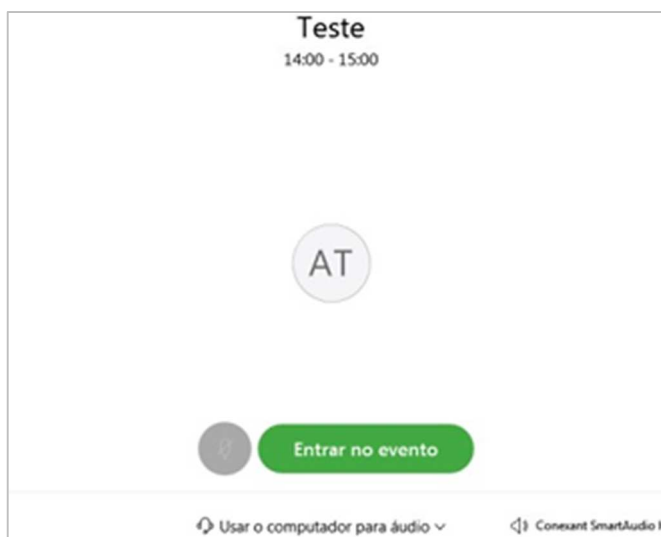 Teste
14:00 - 15:00
AT
Entrar no evento
Usar o computador para áudio
Conexant SmartAudio